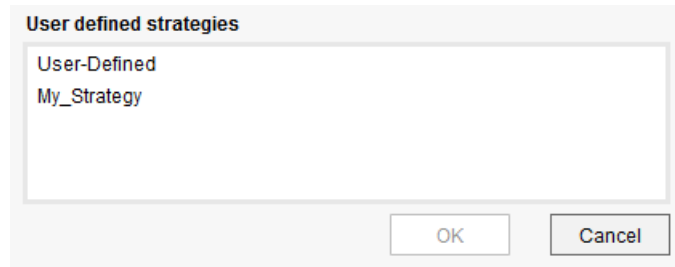 User defined strategies
User-Defined
My_Strategy
OK
Cancel